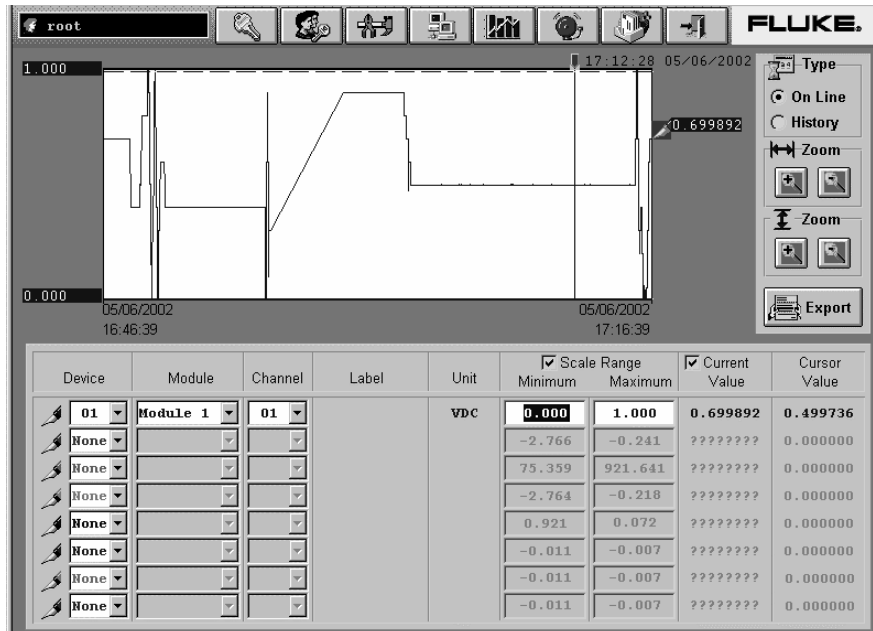 root
FLUKE.
1.000
17:12:28 05/06/2002
0.699892
0.000
05/06/2002
16:46:39
05/06/2002
17:16:39
Type
On Line
History
Zoom
Zoom
Export
Device Module Channel Label Unit Scale Range Minimum Maximum Current Value Cursor Value
01 Module 1 01 VDC 0.000 1.000 0.699892 0.499736
None -2.766 -0.241 ???????? 0.000000
None 75.359 921.641 ???????? 0.000000
None -2.764 -0.218 ???????? 0.000000
None 0.921 0.072 ???????? 0.000000
None -0.011 -0.007 ???????? 0.000000
None -0.011 -0.007 ???????? 0.000000
None -0.011 -0.007 ???????? 0.000000